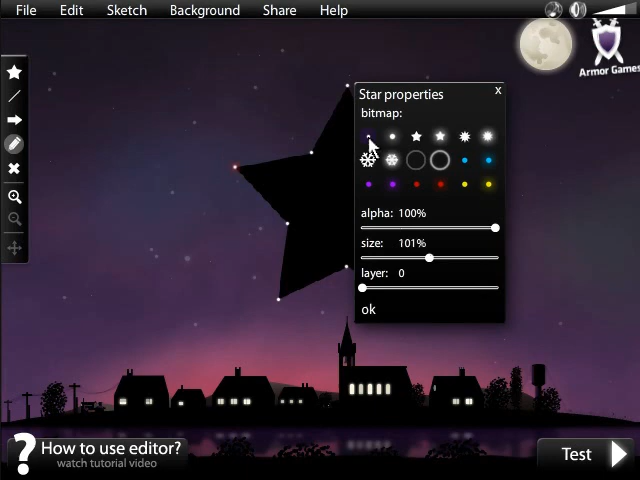 File Edit Sketch Background Share Help
Armor Games
Star properties x
bitmap:
alpha: 100%
size: 101%
layer: 0
ok
? How to use editor?
watch tutorial video
Test